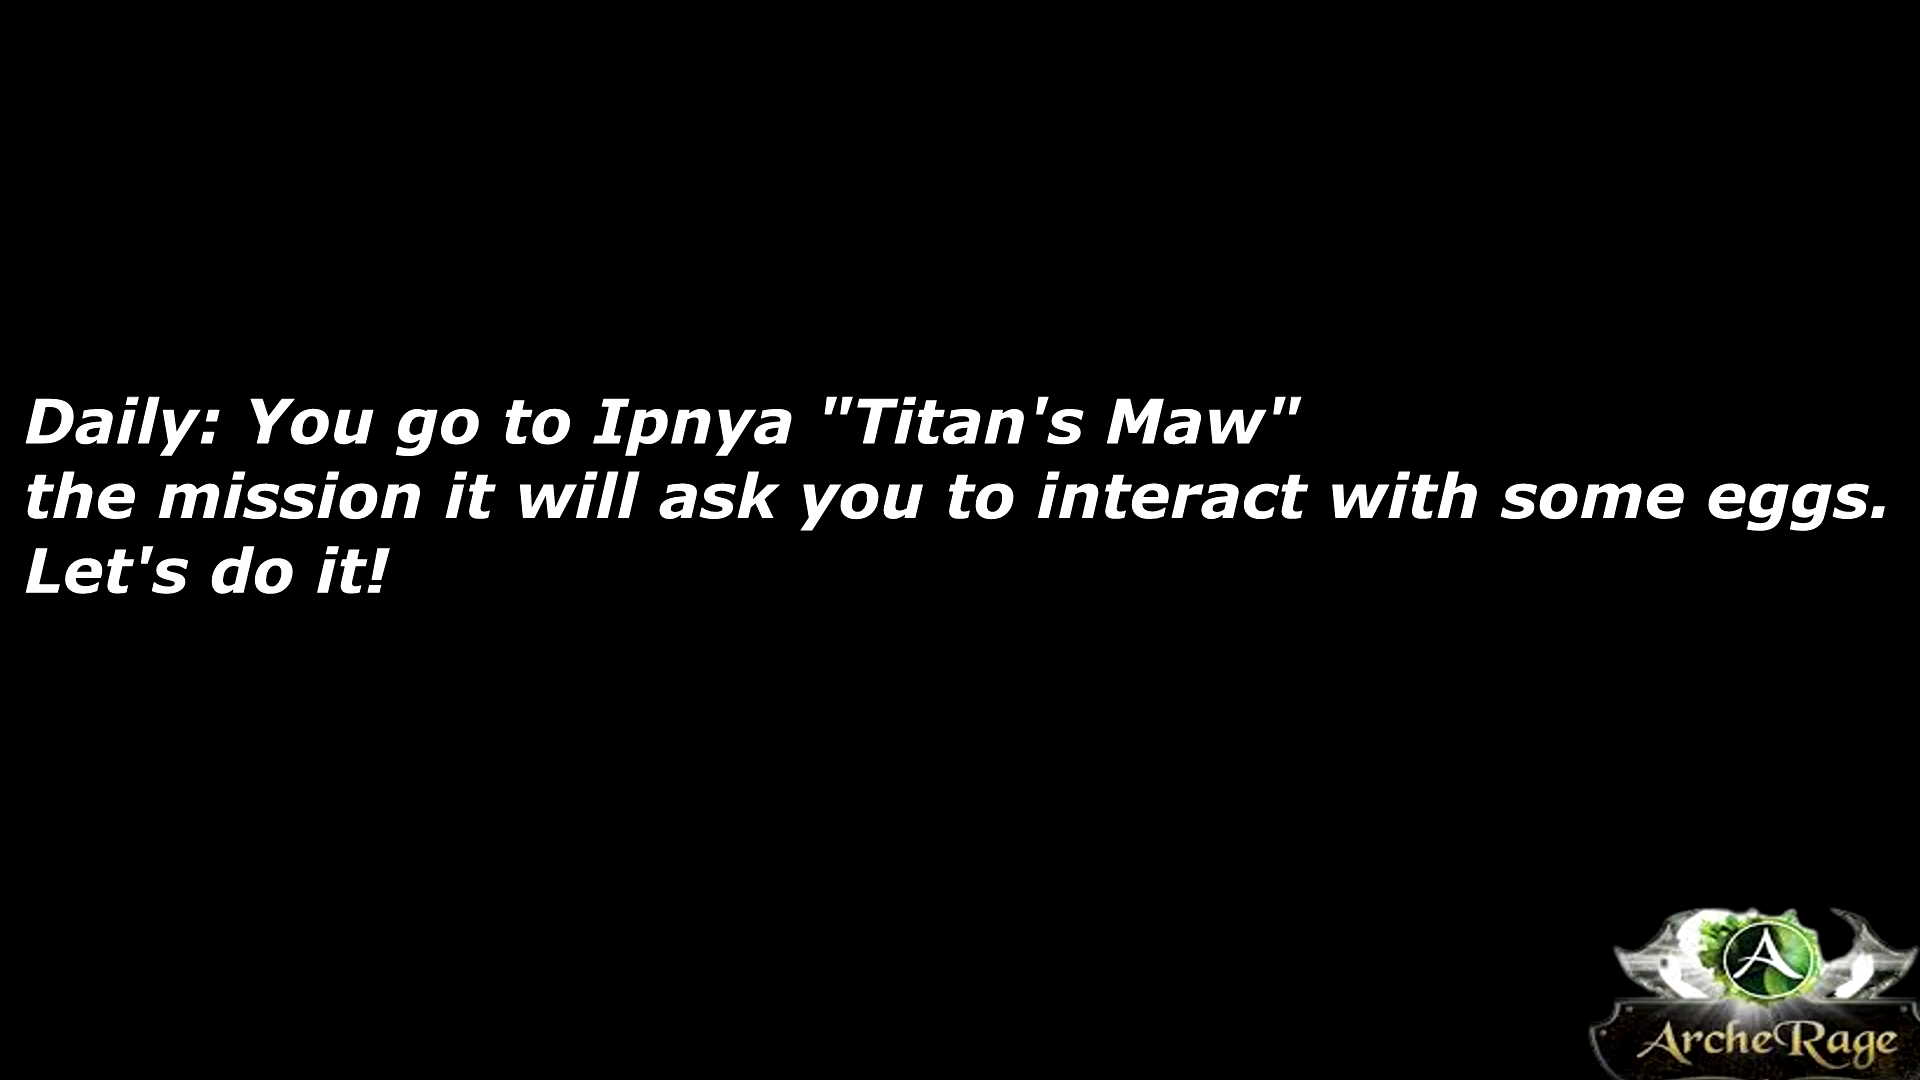 Daily: You go to Ipnya "Titan's Maw"
the mission it will ask you to interact with some eggs.
Let's do it!
A
ArcheRage